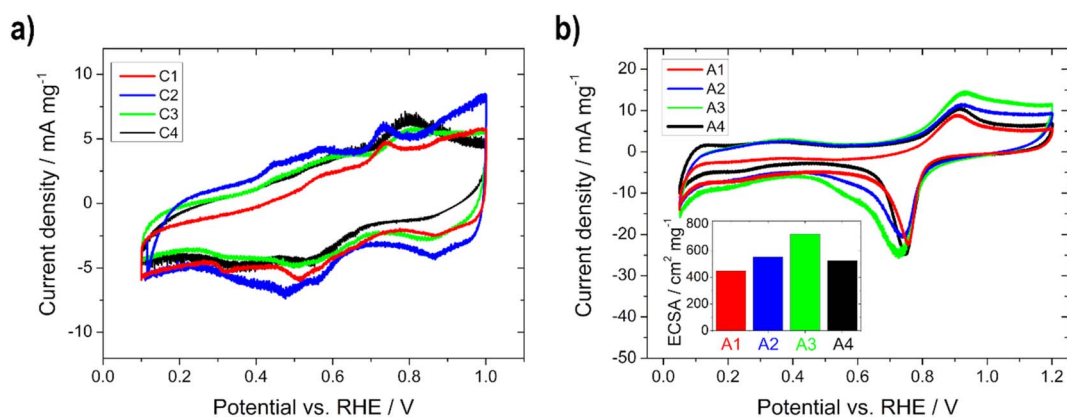 a)
Current density / mA mg⁻¹
10
5
0
-5
-10
C1
C2
C3
C4
0.0 0.2 0.4 0.6 0.8 1.0
Potential vs. RHE / V
b)
Current density / mA mg⁻¹
20
10
0
-10
-20
-30
-40
-50
A1
A2
A3
A4
ECSA / cm² mg⁻¹
800
600
400
200
0
A1 A2 A3 A4
0.0 0.2 0.4 0.6 0.8 1.0 1.2
Potential vs. RHE / V